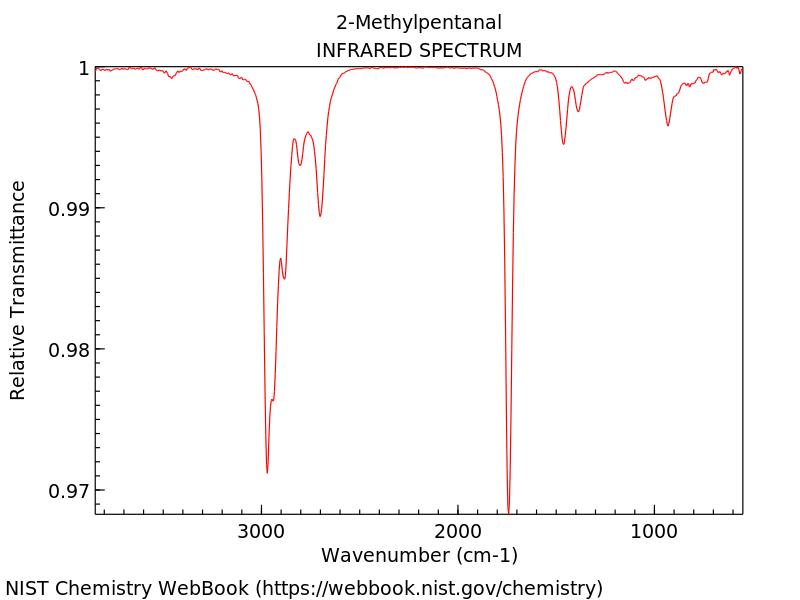 2-Methylpentanal
INFRARED SPECTRUM
1
0.99
0.98
0.97
Relative Transmittance
3000 2000 1000
Wavenumber (cm-1)
NIST Chemistry WebBook (https://webbook.nist.gov/chemistry)